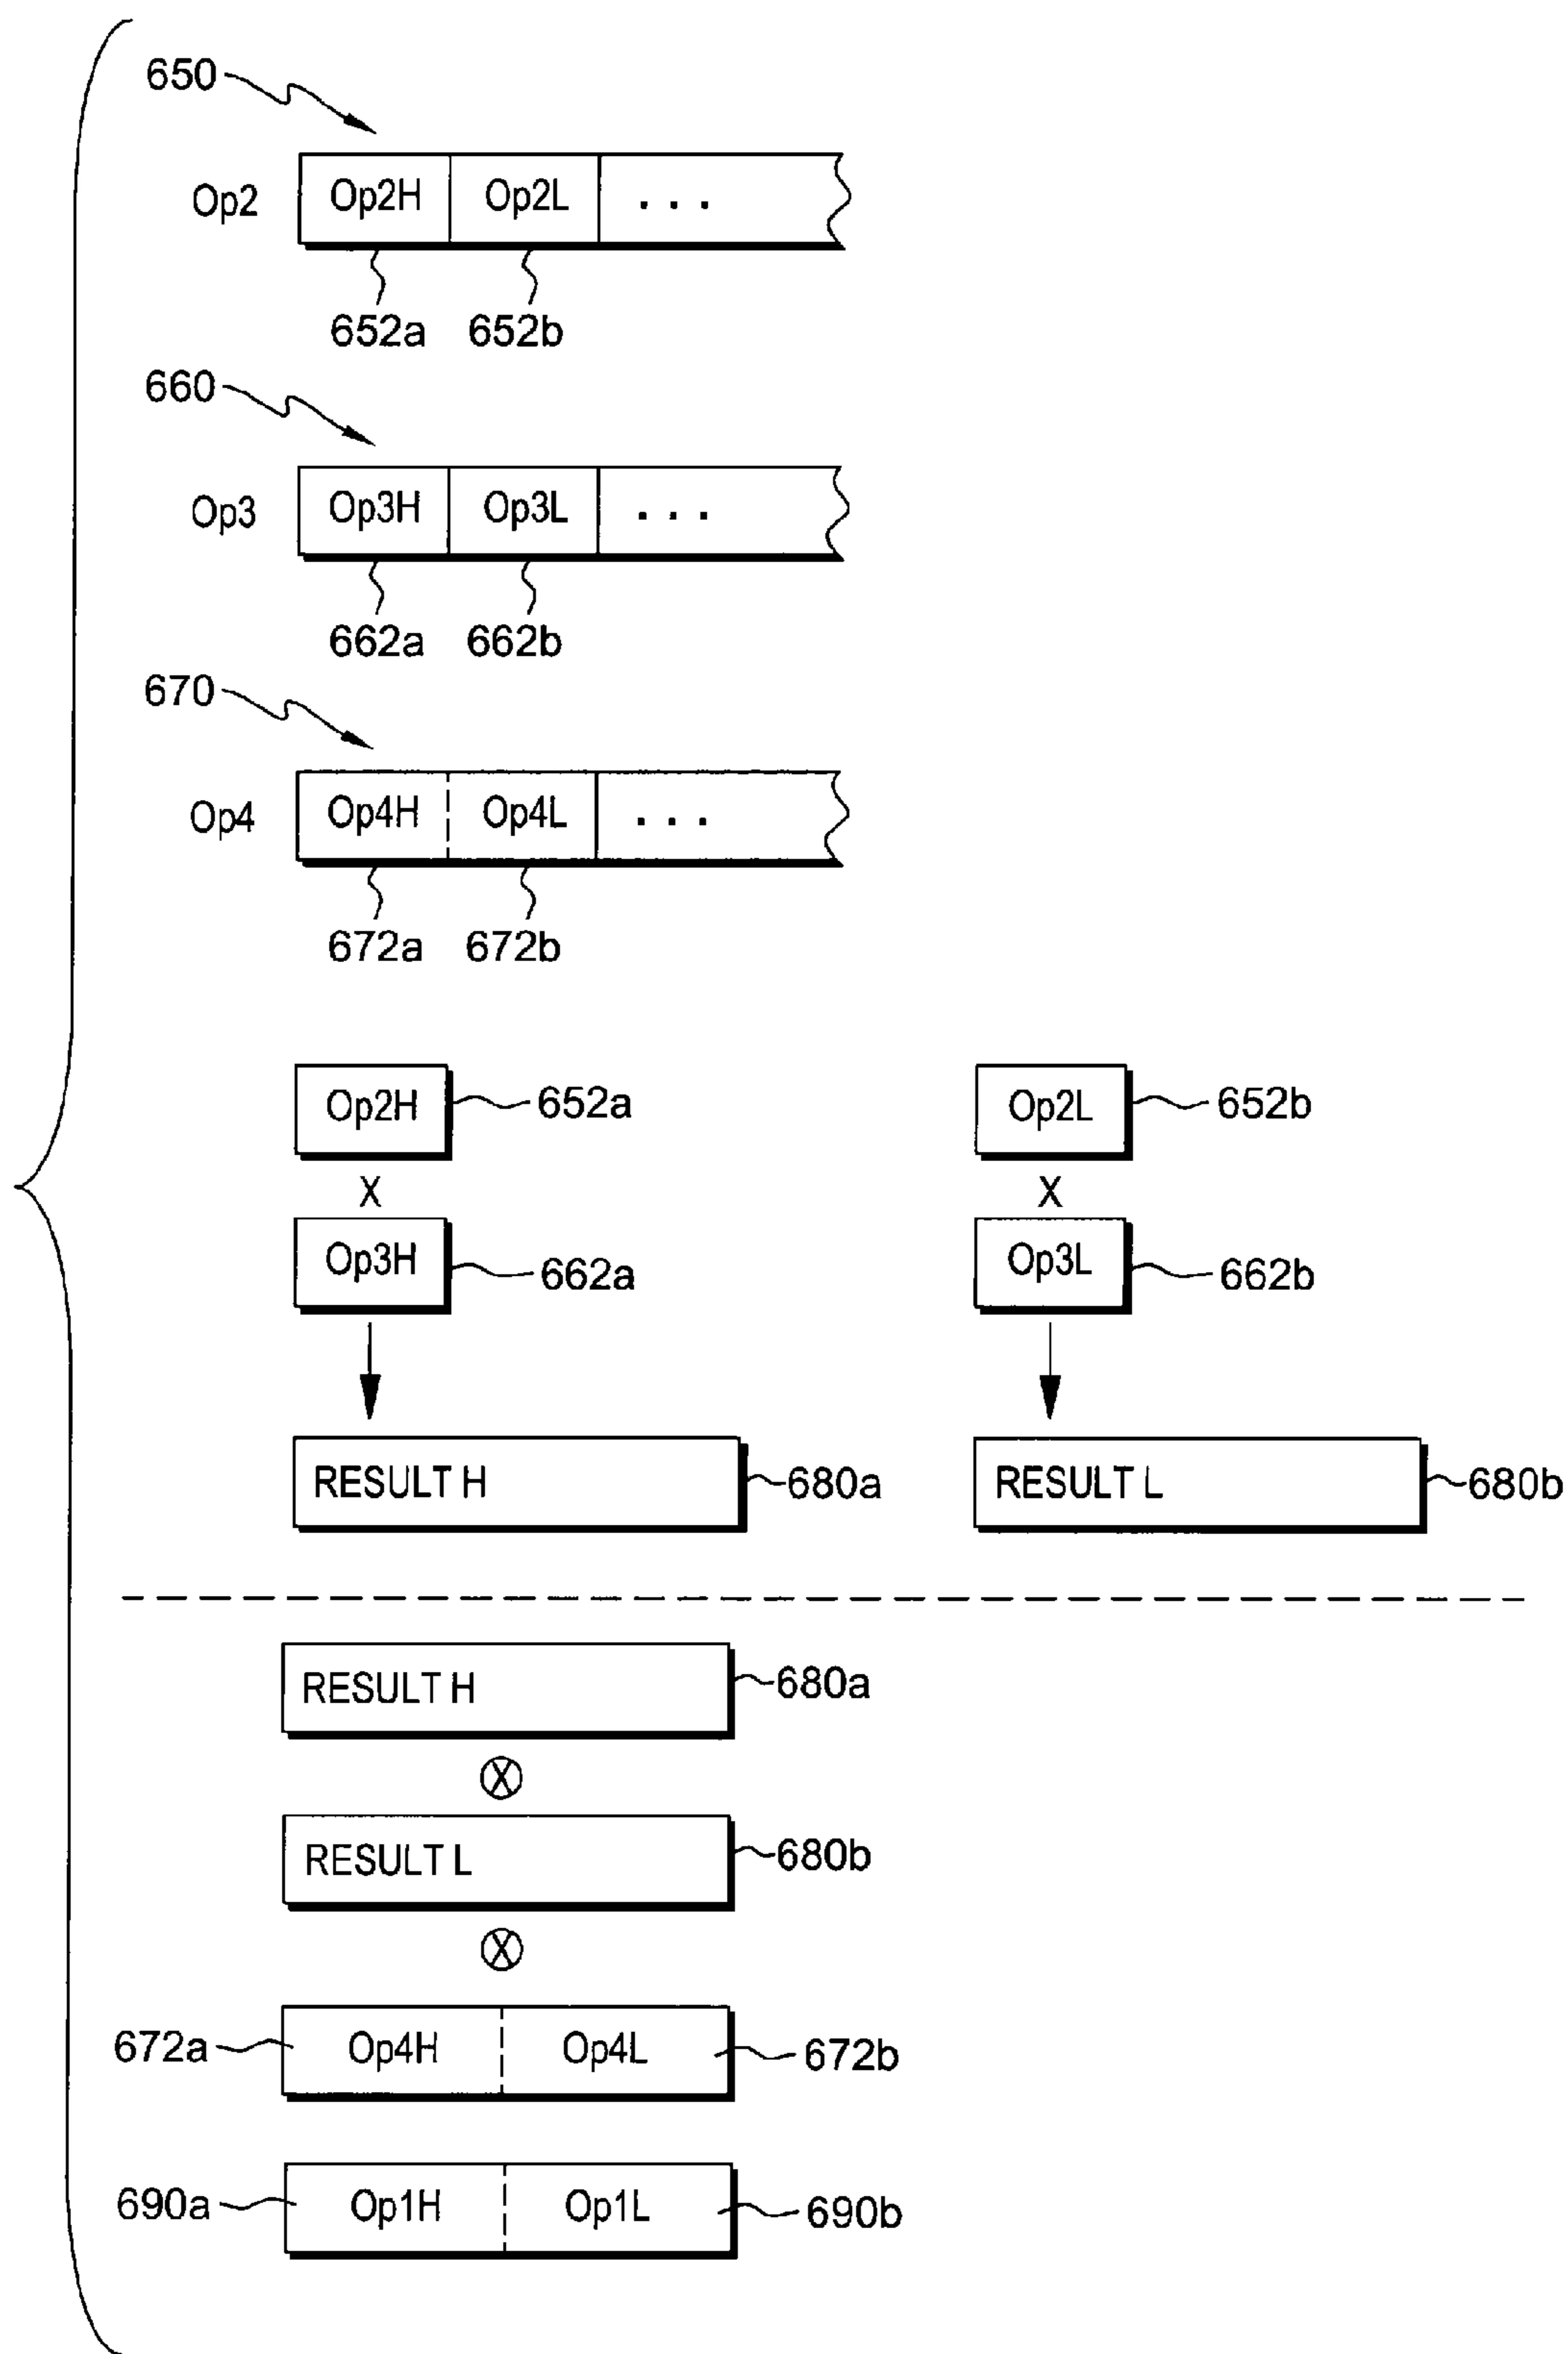 650
Op2 Op2H Op2L ...
652a 652b
660
Op3 Op3H Op3L ...
662a 662b
670
Op4 Op4H Op4L ...
672a 672b
Op2H 652a Op2L 652b
X X
Op3H 662a Op3L 662b
RESULT H 680a RESULT L 680b
RESULT H 680a
X
RESULT L 680b
X
672a Op4H Op4L 672b
690a Op1H Op1L 690b